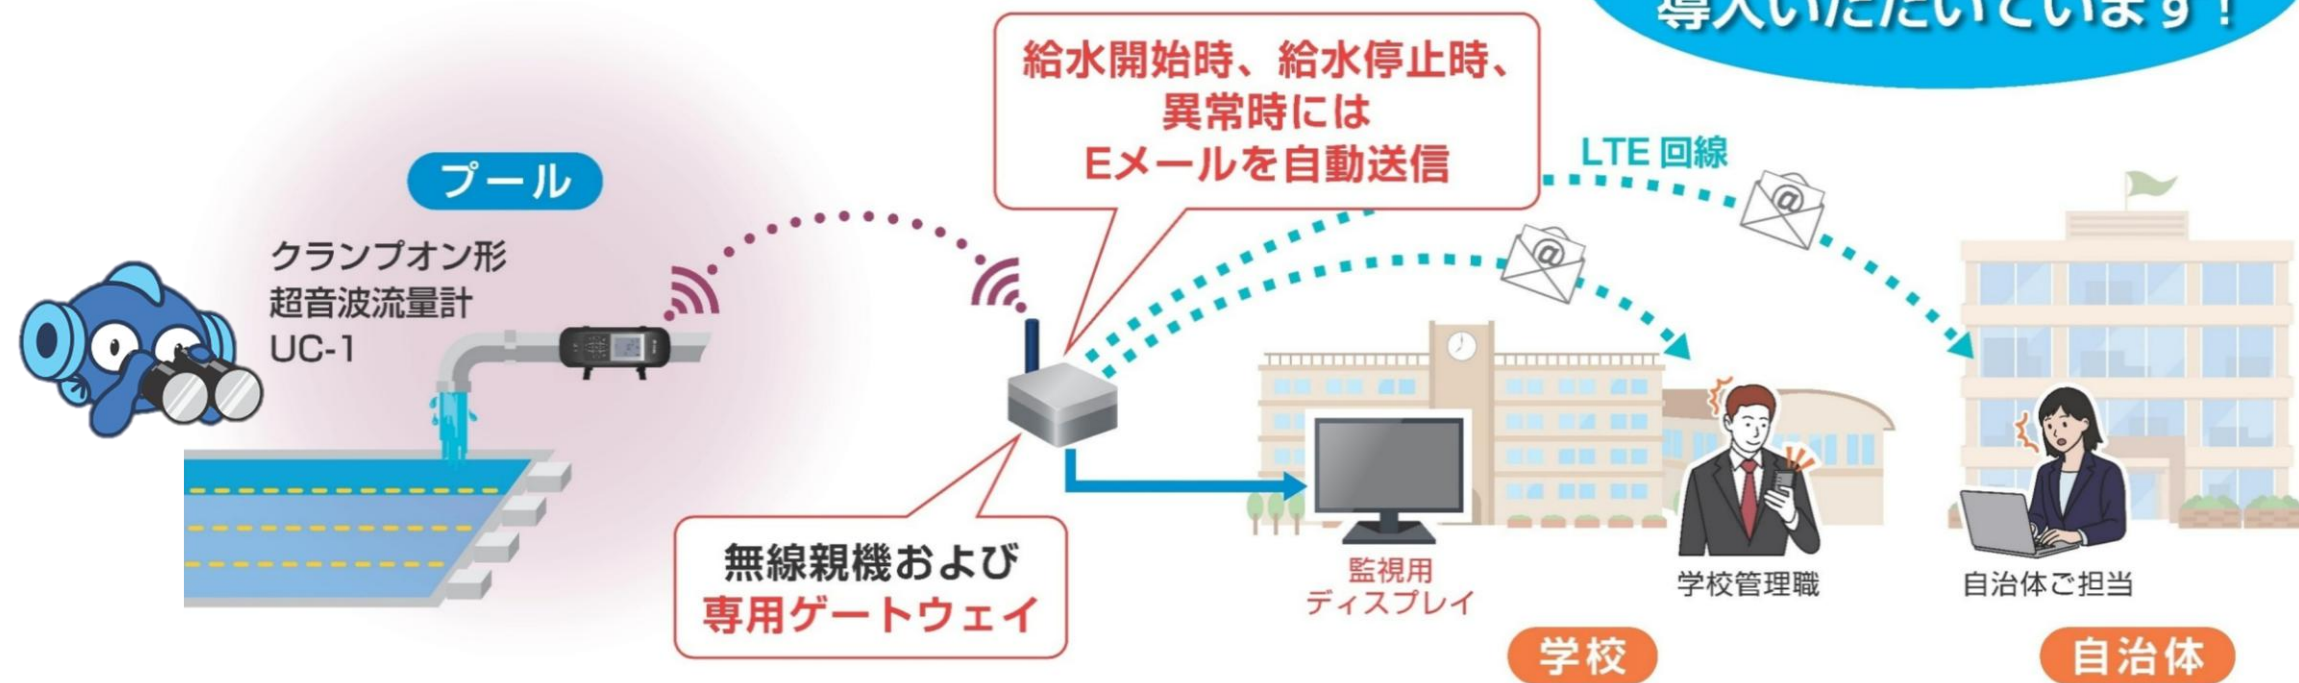 導入いただいています！
給水開始時、給水停止時、
異常時には
Eメールを自動送信
LTE 回線
プール
クランプオン形
超音波流量計
UC-1
無線親機および
専用ゲートウェイ
監視用
ディスプレイ
学校管理職
自治体ご担当
学校
自治体